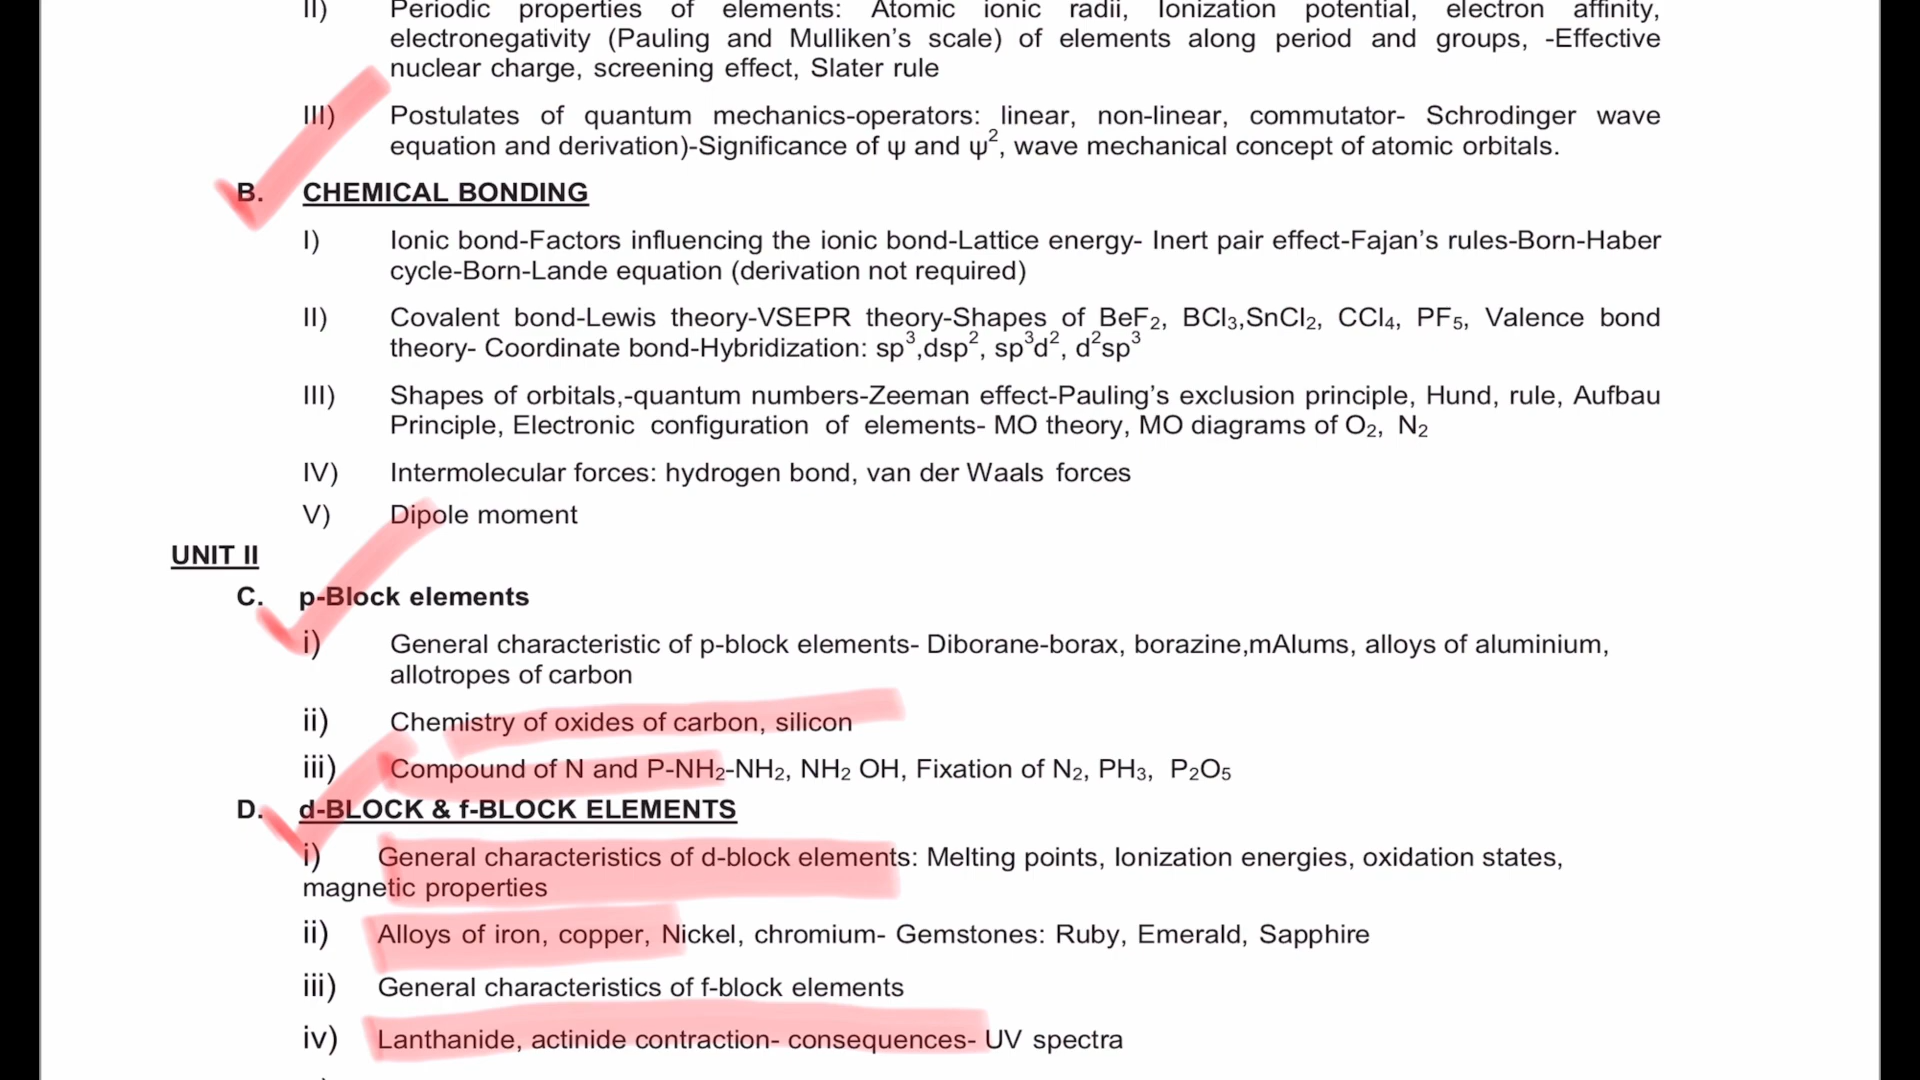 II) Periodic properties of elements: Atomic ionic radii, Ionization potential, electron affinity,
electronegativity (Pauling and Mulliken's scale) of elements along period and groups, -Effective
nuclear charge, screening effect, Slater rule
III) Postulates of quantum mechanics-operators: linear, non-linear, commutator- Schrodinger wave
equation and derivation)-Significance of ψ and ψ², wave mechanical concept of atomic orbitals.
B. CHEMICAL BONDING
I) Ionic bond-Factors influencing the ionic bond-Lattice energy- Inert pair effect-Fajan's rules-Born-Haber
cycle-Born-Lande equation (derivation not required)
II) Covalent bond-Lewis theory-VSEPR theory-Shapes of BeF₂, BCl₃,SnCl₂, CCl₄, PF₅, Valence bond
theory- Coordinate bond-Hybridization: sp³,dsp², sp³d², d²sp³
III) Shapes of orbitals,-quantum numbers-Zeeman effect-Pauling's exclusion principle, Hund, rule, Aufbau
Principle, Electronic configuration of elements- MO theory, MO diagrams of O₂, N₂
IV) Intermolecular forces: hydrogen bond, van der Waals forces
V) Dipole moment
UNIT II
C. p-Block elements
i) General characteristic of p-block elements- Diborane-borax, borazine,mAlums, alloys of aluminium,
allotropes of carbon
ii) Chemistry of oxides of carbon, silicon
iii) Compound of N and P-NH₂-NH₂, NH₂ OH, Fixation of N₂, PH₃, P₂O₅
D. d-BLOCK & f-BLOCK ELEMENTS
i) General characteristics of d-block elements: Melting points, Ionization energies, oxidation states,
magnetic properties
ii) Alloys of iron, copper, Nickel, chromium- Gemstones: Ruby, Emerald, Sapphire
iii) General characteristics of f-block elements
iv) Lanthanide, actinide contraction- consequences- UV spectra